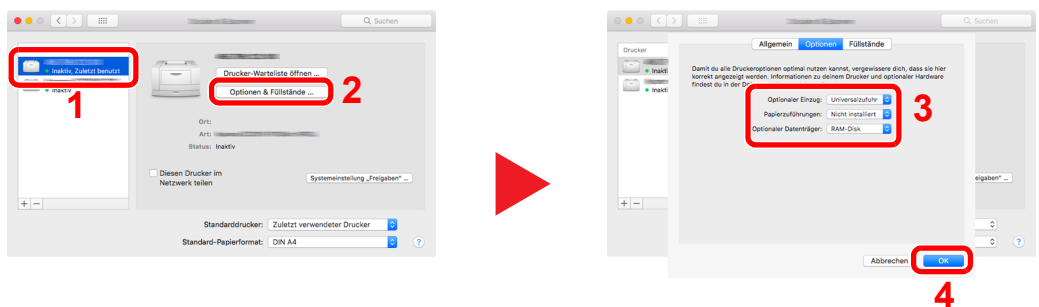 Suchen
Inaktiv, Zuletzt benutzt
Inaktiv
1
Drucker-Warteliste öffnen ...
Optionen & Füllstände ...
2
Ort:
Art:
Status: Inaktiv
Diesen Drucker im
Netzwerk teilen
Systemeinstellung „Freigaben“ ...
+ −
Standarddrucker: Zuletzt verwendeter Drucker
Standard-Papierformat: DIN A4
?
Suchen
Drucker
Inakti
Inakti
Allgemein Optionen Füllstände
Damit du alle Druckeroptionen optimal nutzen kannst, vergewissere dich, dass sie hier
korrekt angezeigt werden. Informationen zu deinem Drucker und optionaler Hardware
findest du in der
Optionaler Einzug: Universalzufuhr
Papierzuführungen: Nicht installiert
Optionaler Datenträger: RAM-Disk
3
eigaben“ ...
+ −
?
Abbrechen OK
4